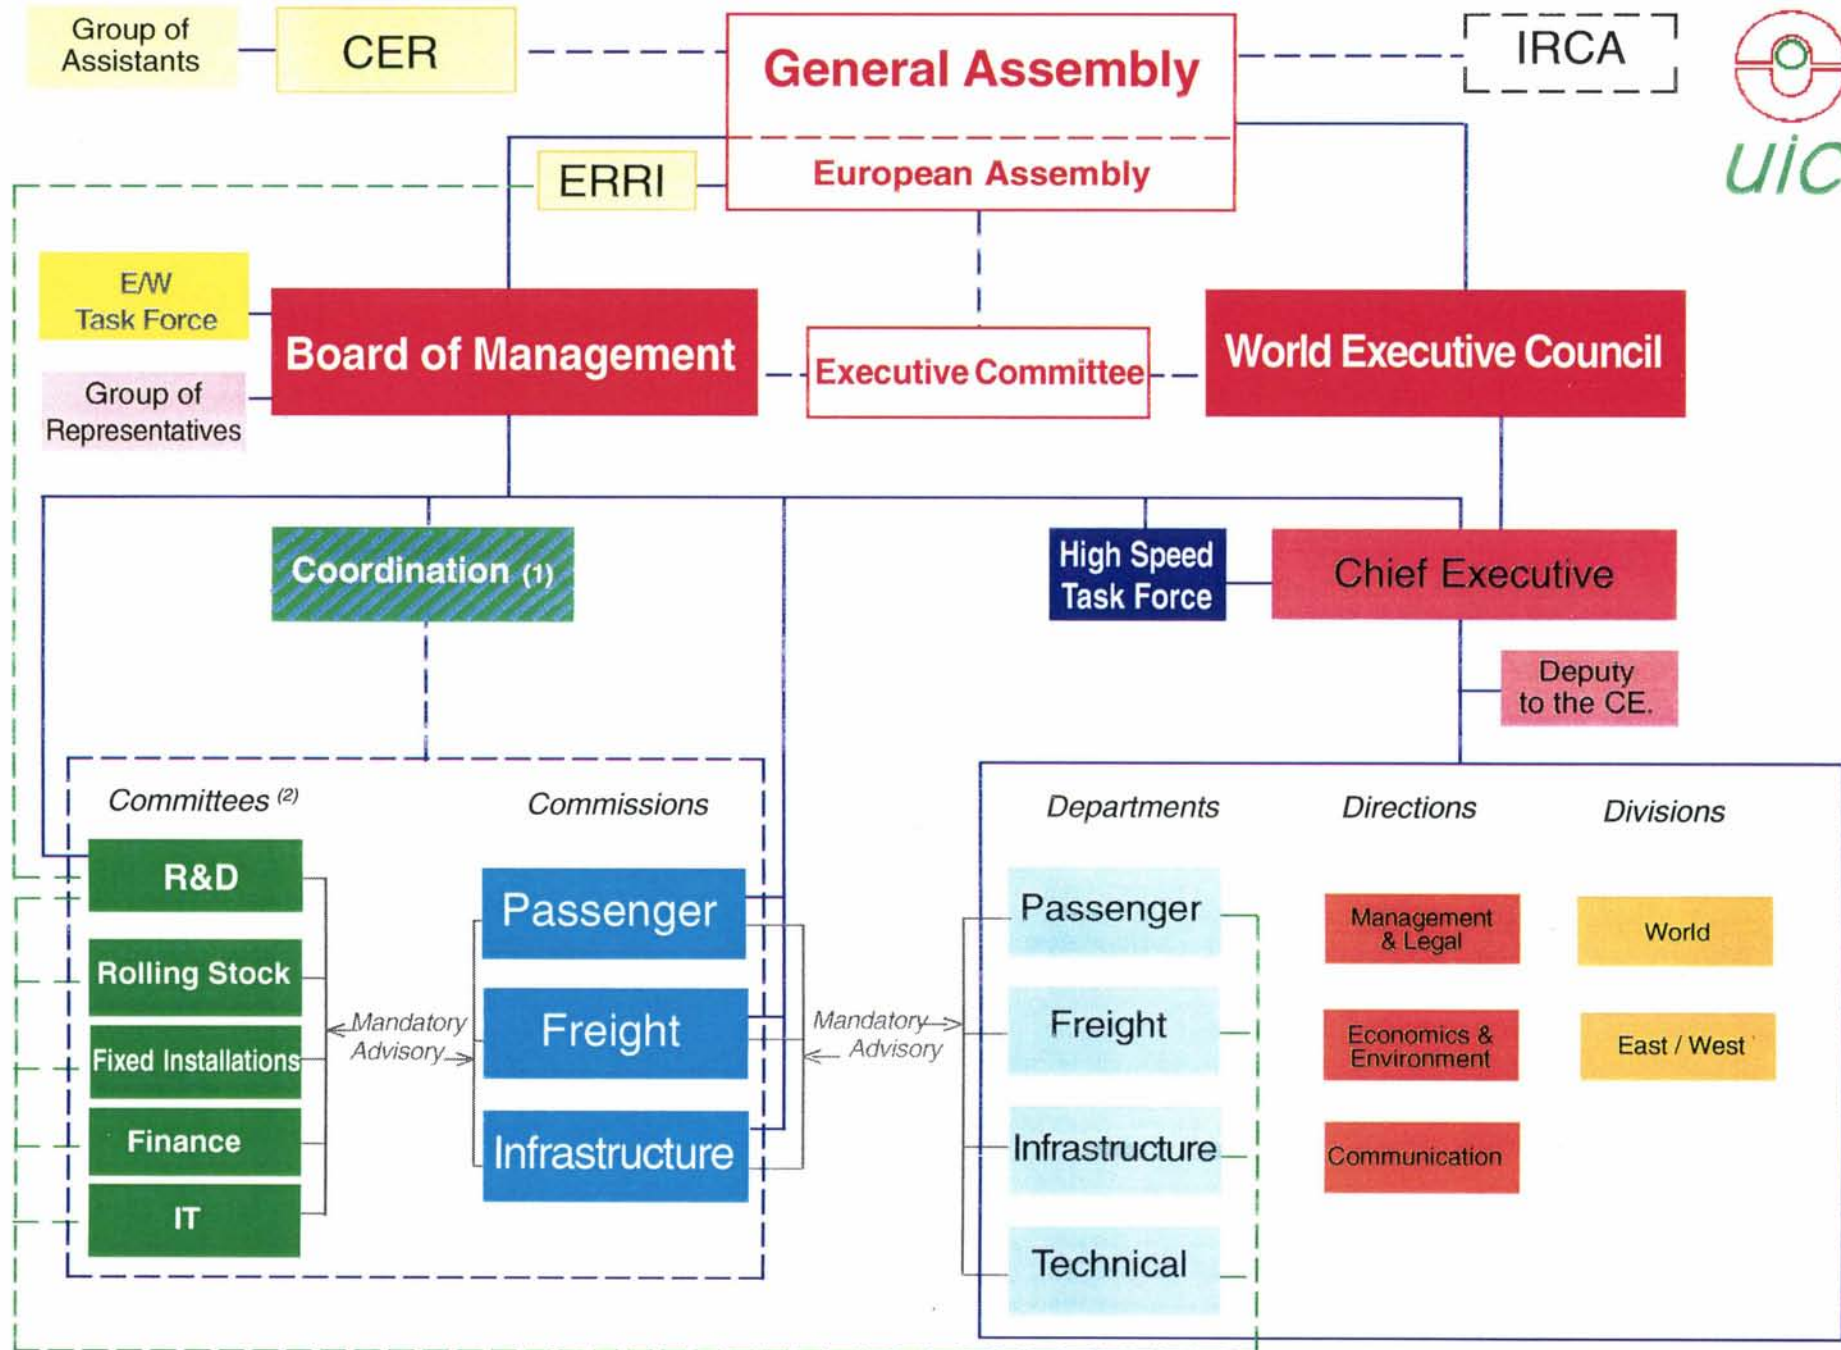 Group of
Assistants
CER
General Assembly
IRCA
uic
ERRI
European Assembly
E/W
Task Force
Board of Management
Executive Committee
World Executive Council
Group of
Representatives
Coordination (1)
High Speed
Task Force
Chief Executive
Deputy
to the CE.
Committees (2)
Commissions
Departments
Directions
Divisions
R&D
Rolling Stock
Fixed Installations
Finance
IT
Mandatory
Advisory
Passenger
Freight
Infrastructure
Mandatory
Advisory
Passenger
Freight
Infrastructure
Technical
Management
& Legal
Economics &
Environment
Communication
World
East / West